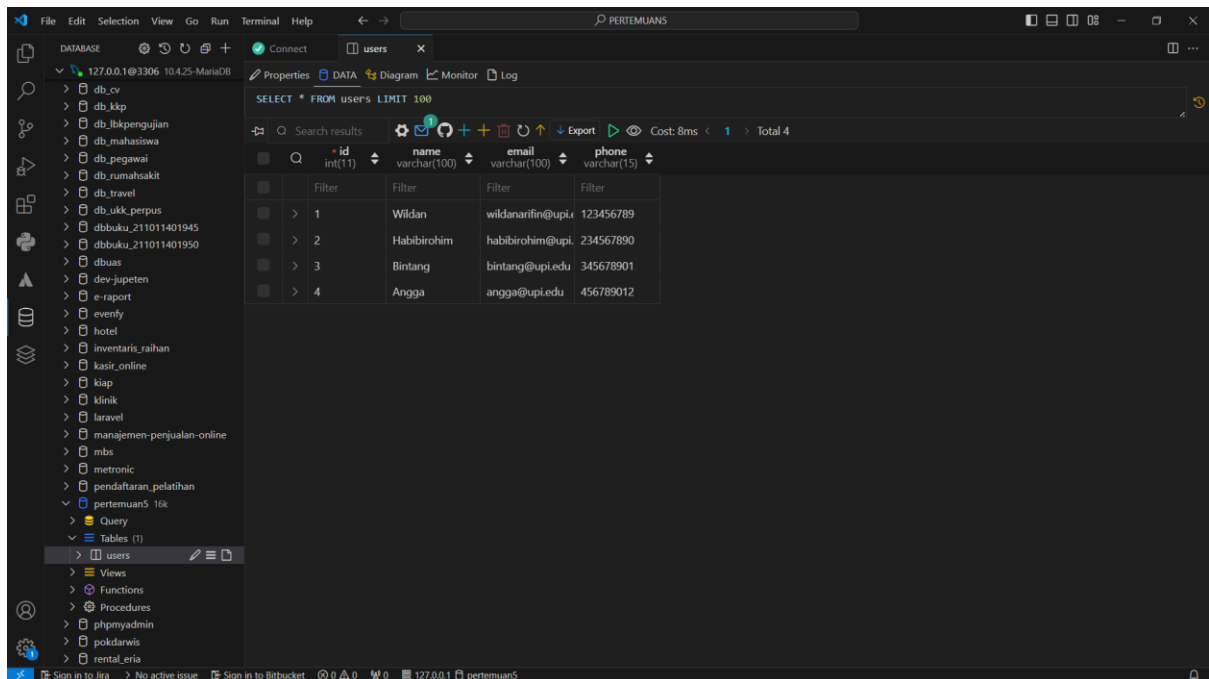 File Edit Selection View Go Run Terminal Help
PERTEMUAN5
DATABASE
127.0.0.1@3306 10.4.25-MariaDB
db_cv
db_kkp
db_lbkpengujian
db_mahasiswa
db_pegawai
db_rumahsakit
db_travel
db_ukk_perpus
dbbuku_211011401945
dbbuku_211011401950
dbuas
dev-jupeten
e-raport
evenfy
hotel
inventaris_raihan
kasir_online
kiap
klinik
laravel
manajemen-penjualan-online
mbs
metronic
pendaftaran_pelatihan
pertemuan5 16k
Query
Tables (1)
users
Views
Functions
Procedures
phpmyadmin
pokdarwis
rental_eria
1
Connect users
Properties DATA Diagram Monitor Log
SELECT * FROM users LIMIT 100
Search results 1 Export Cost: 8ms < 1 > Total 4
* id name email phone
int(11) varchar(100) varchar(100) varchar(15)
Filter Filter Filter Filter
1 Wildan wildanarifin@upi.e 123456789
2 Habibirohim habibirohim@upi. 234567890
3 Bintang bintang@upi.edu 345678901
4 Angga angga@upi.edu 456789012
Sign in to Jira No active issue Sign in to Bitbucket 0 0 0 127.0.0.1 pertemuan5